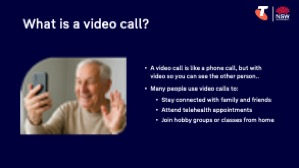 What is a video call?
NSW
GOVERNMENT
• A video call is like a phone call, but with
video so you can see the other person..
• Many people use video calls to:
• Stay connected with family and friends
• Attend telehealth appointments
• Join hobby groups or classes from home